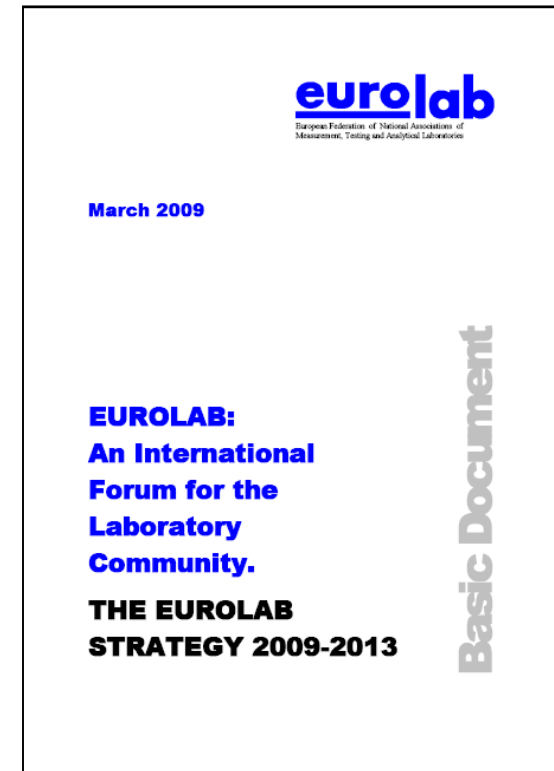 eurolab
European Federation of National Associations of
Measurement, Testing and Analytical Laboratories
March 2009
EUROLAB:
An International
Forum for the
Laboratory
Community.
THE EUROLAB
STRATEGY 2009-2013
Basic Document